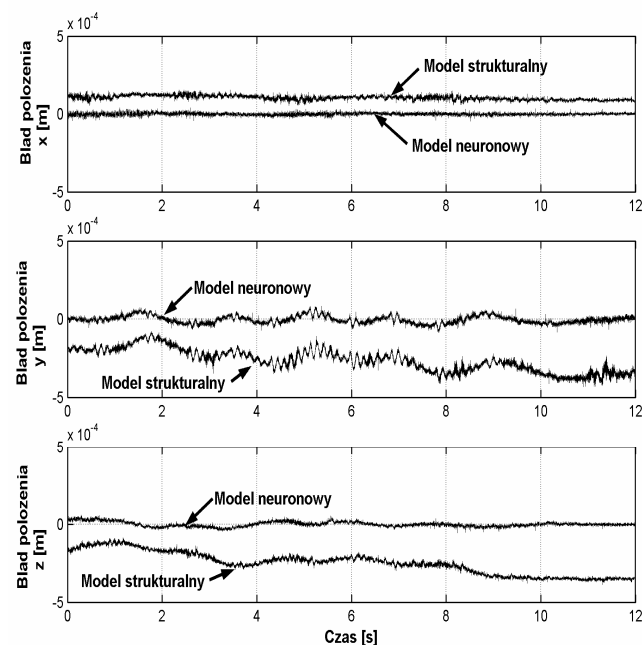 x 10-4
5
0
-5
Blad polozenia
x [m]
Model strukturalny
Model neuronowy
0 2 4 6 8 10 12
x 10-4
5
0
-5
Blad polozenia
y [m]
Model neuronowy
Model strukturalny
0 2 4 6 8 10 12
x 10-4
5
0
-5
Blad polozenia
z [m]
Model neuronowy
Model strukturalny
0 2 4 6 8 10 12
Czas [s]